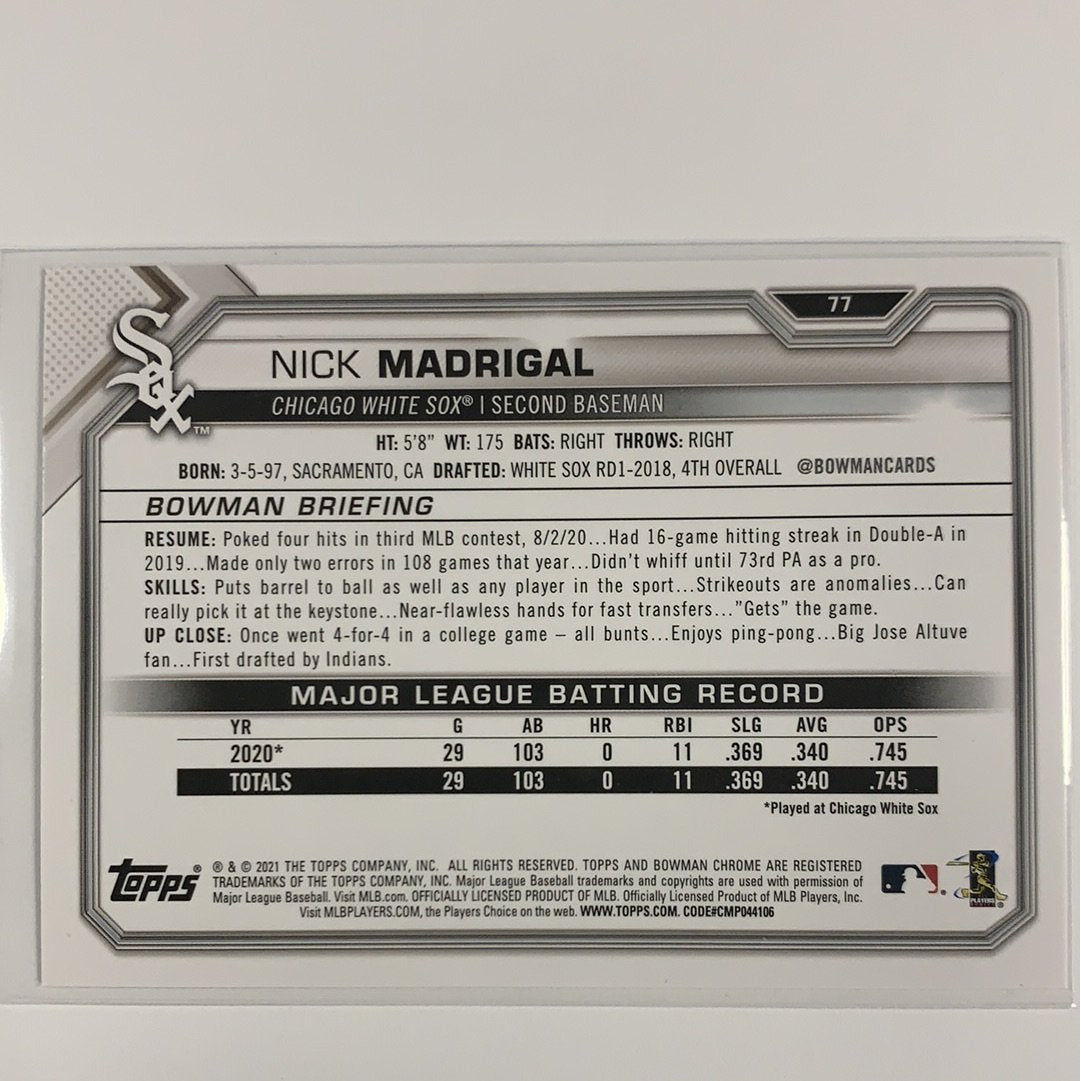 77
Sox™
NICK MADRIGAL
CHICAGO WHITE SOX® | SECOND BASEMAN
HT: 5'8" WT: 175 BATS: RIGHT THROWS: RIGHT
BORN: 3-5-97, SACRAMENTO, CA DRAFTED: WHITE SOX RD1-2018, 4TH OVERALL @BOWMANCARDS
BOWMAN BRIEFING
RESUME: Poked four hits in third MLB contest, 8/2/20...Had 16-game hitting streak in Double-A in
2019...Made only two errors in 108 games that year...Didn't whiff until 73rd PA as a pro.
SKILLS: Puts barrel to ball as well as any player in the sport...Strikeouts are anomalies...Can
really pick it at the keystone...Near-flawless hands for fast transfers..."Gets" the game.
UP CLOSE: Once went 4-for-4 in a college game – all bunts...Enjoys ping-pong...Big Jose Altuve
fan...First drafted by Indians.
MAJOR LEAGUE BATTING RECORD
YR G AB HR RBI SLG AVG OPS
2020* 29 103 0 11 .369 .340 .745
TOTALS 29 103 0 11 .369 .340 .745
*Played at Chicago White Sox
topps®
® & © 2021 THE TOPPS COMPANY, INC. ALL RIGHTS RESERVED. TOPPS AND BOWMAN CHROME ARE REGISTERED
TRADEMARKS OF THE TOPPS COMPANY, INC. Major League Baseball trademarks and copyrights are used with permission of
Major League Baseball. Visit MLB.com. OFFICIALLY LICENSED PRODUCT OF MLB. Officially Licensed Product of MLB Players, Inc.
Visit MLBPLAYERS.COM, the Players Choice on the web. WWW.TOPPS.COM. CODE#CMP044106
PLAYERS